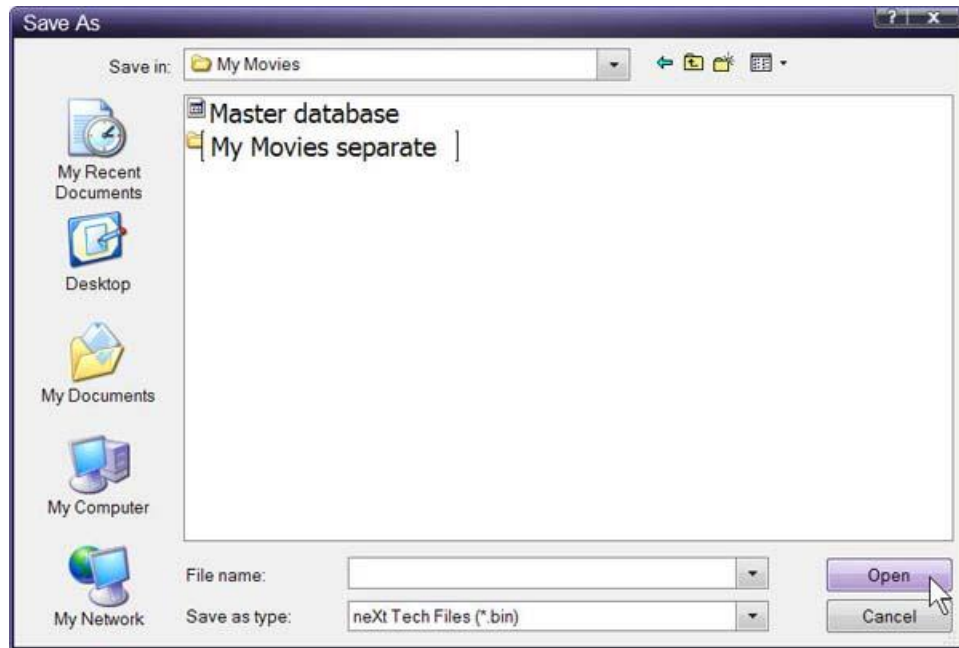 Save As
Save in: My Movies
Master database
My Movies separate
My Recent
Documents
Desktop
My Documents
My Computer
My Network
File name:
Open
Save as type: neXt Tech Files (*.bin)
Cancel